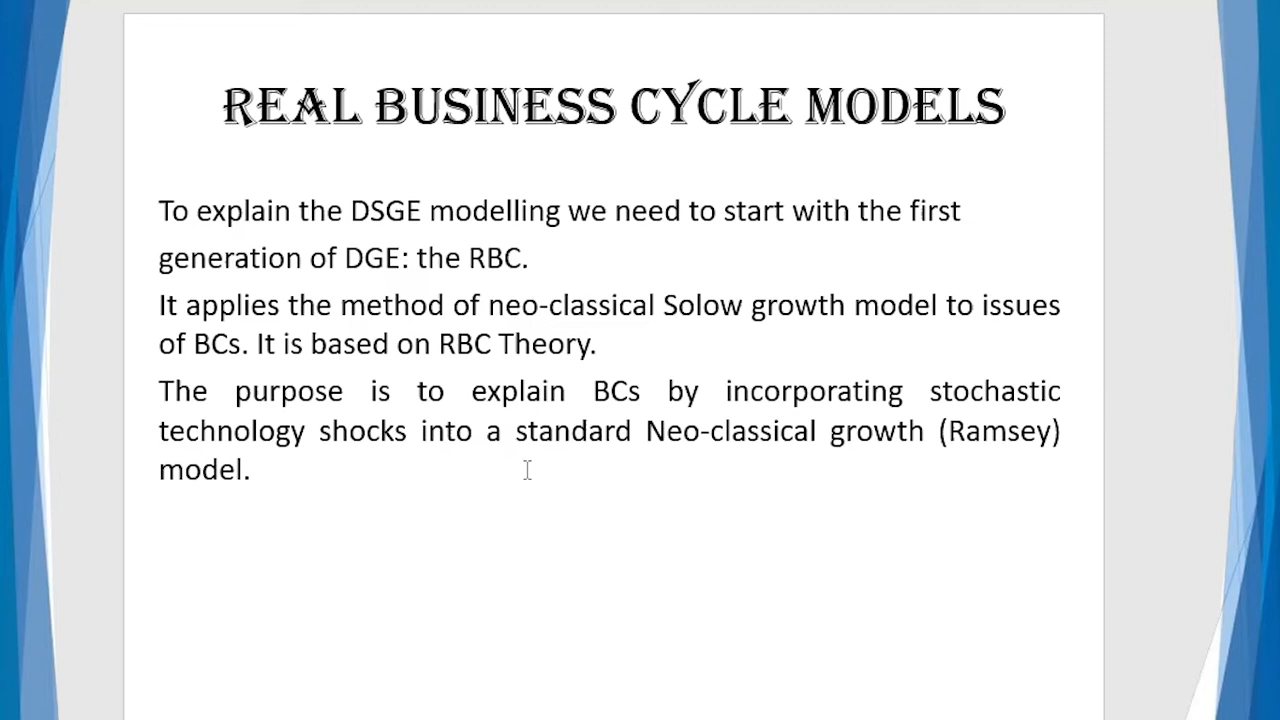 REAL BUSINESS CYCLE MODELS
To explain the DSGE modelling we need to start with the first
generation of DGE: the RBC.
It applies the method of neo-classical Solow growth model to issues
of BCs. It is based on RBC Theory.
The purpose is to explain BCs by incorporating stochastic
technology shocks into a standard Neo-classical growth (Ramsey)
model.